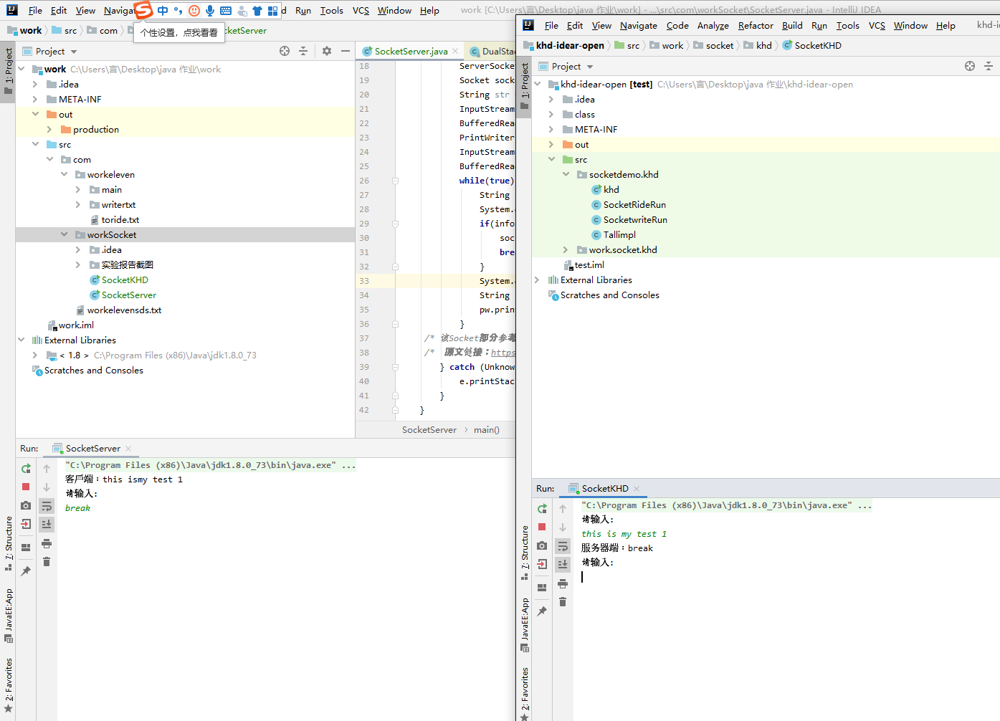 File Edit View Navigat d Run Tools VCS Window Help work [C:\Users\言\Desktop\java 作业\work] - ...\src\com\workSocket\SocketServer.java - IntelliJ IDEA
中
个性设置，点我看看
work src com cketServer
Project
1: Project
work C:\Users\言\Desktop\java 作业\work
.idea
META-INF
out
production
src
com
workeleven
main
writertxt
toride.txt
workSocket
.idea
实验报告截图
SocketKHD
SocketServer
workelevensds.txt
work.iml
External Libraries
< 1.8 > C:\Program Files (x86)\Java\jdk1.8.0_73
Scratches and Consoles
SocketServer.java DualStac
18 ServerSocke
19 Socket sock
20 String str
21 InputStream
22 BufferedRea
23 PrintWriter
24 InputStream
25 BufferedRea
26 while(true)
27 String
28 System.
29 if(info
30 soc
31 bre
32 }
33 System.
34 String
35 pw.prin
36 }
37 /* 该Socket部分参考
38 /* 原文链接：https
39 } catch (Unknow
40 e.printStac
41 }
42 }
SocketServer › main()
Run: SocketServer
"C:\Program Files (x86)\Java\jdk1.8.0_73\bin\java.exe" ...
客戶端：this ismy test 1
请输入:
break
7: Structure
JavaEE:App
2: Favorites
File Edit View Navigate Code Analyze Refactor Build Run Tools VCS Window Help khd-i
khd-idear-open src work socket khd SocketKHD
Project
1: Project
khd-idear-open [test] C:\Users\言\Desktop\java 作业\khd-idear-open
.idea
class
META-INF
out
src
socketdemo.khd
khd
SocketRideRun
SocketwriteRun
Tallimpl
work.socket.khd
test.iml
External Libraries
Scratches and Consoles
Run: SocketKHD
"C:\Program Files (x86)\Java\jdk1.8.0_73\bin\java.exe" ...
请输入:
this is my test 1
服务器端：break
请输入:
7: Structure
JavaEE:App
2: Favorites